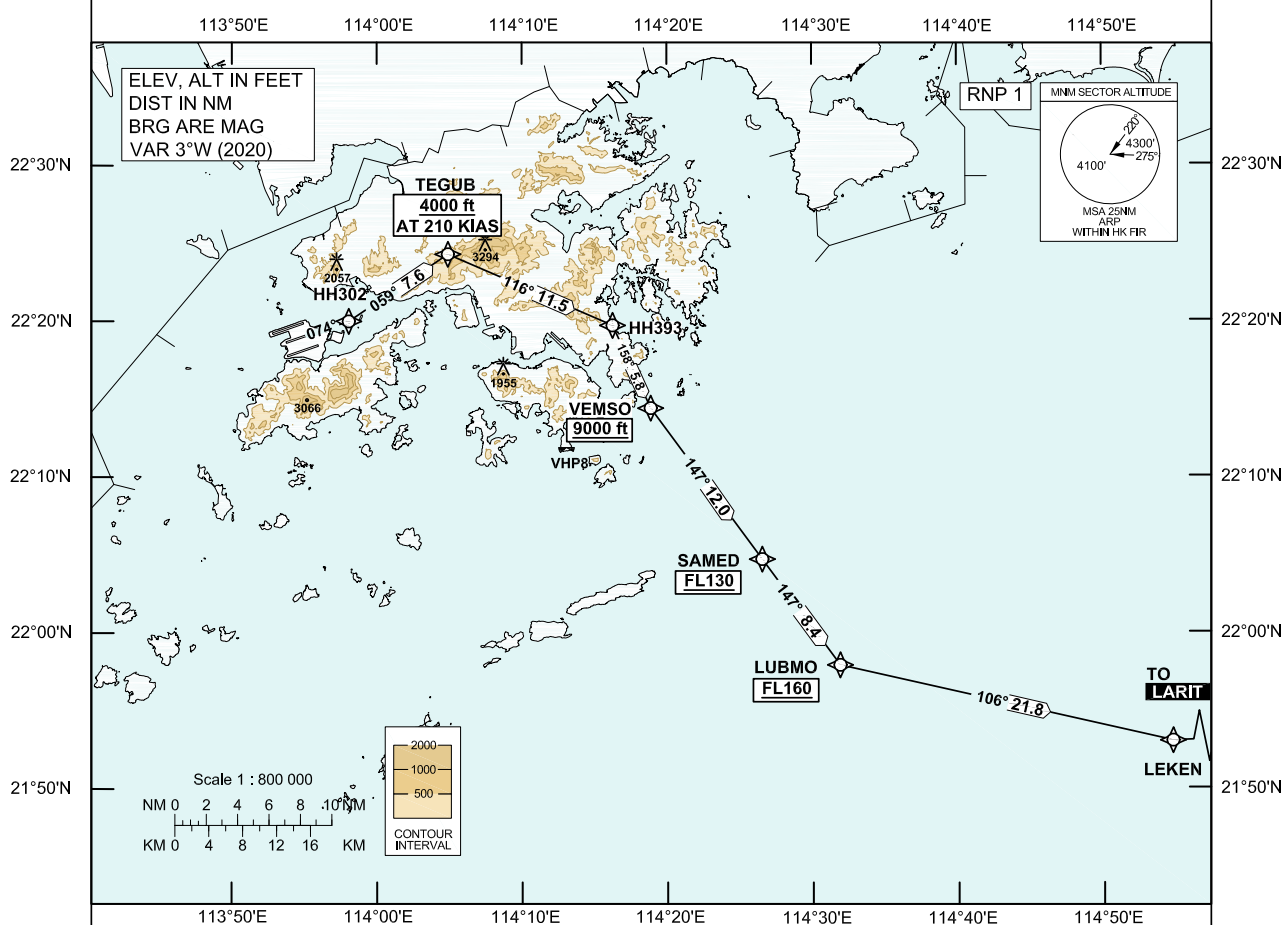 113°50'E 114°00'E 114°10'E 114°20'E 114°30'E 114°40'E 114°50'E
ELEV, ALT IN FEET
DIST IN NM
BRG ARE MAG
VAR 3°W (2020)
RNP 1
MNM SECTOR ALTITUDE
220°
4300'
275°
4100'
MSA 25NM
ARP
WITHIN HK FIR
22°30'N 22°30'N
TEGUB
4000 ft
AT 210 KIAS
3294
2057
HH302
059° 7.6
116° 11.5
074°
22°20'N 22°20'N
HH393
158° 5.8
1955
3066
VEMSO
9000 ft
VHP8
22°10'N 22°10'N
147° 12.0
SAMED
FL130
147° 8.4
22°00'N 22°00'N
LUBMO
FL160
106° 21.8
TO
LARIT
LEKEN
21°50'N 21°50'N
2000
1000
500
CONTOUR
INTERVAL
Scale 1 : 800 000
NM 0 2 4 6 8 10 NM
KM 0 4 8 12 16 KM
113°50'E 114°00'E 114°10'E 114°20'E 114°30'E 114°40'E 114°50'E